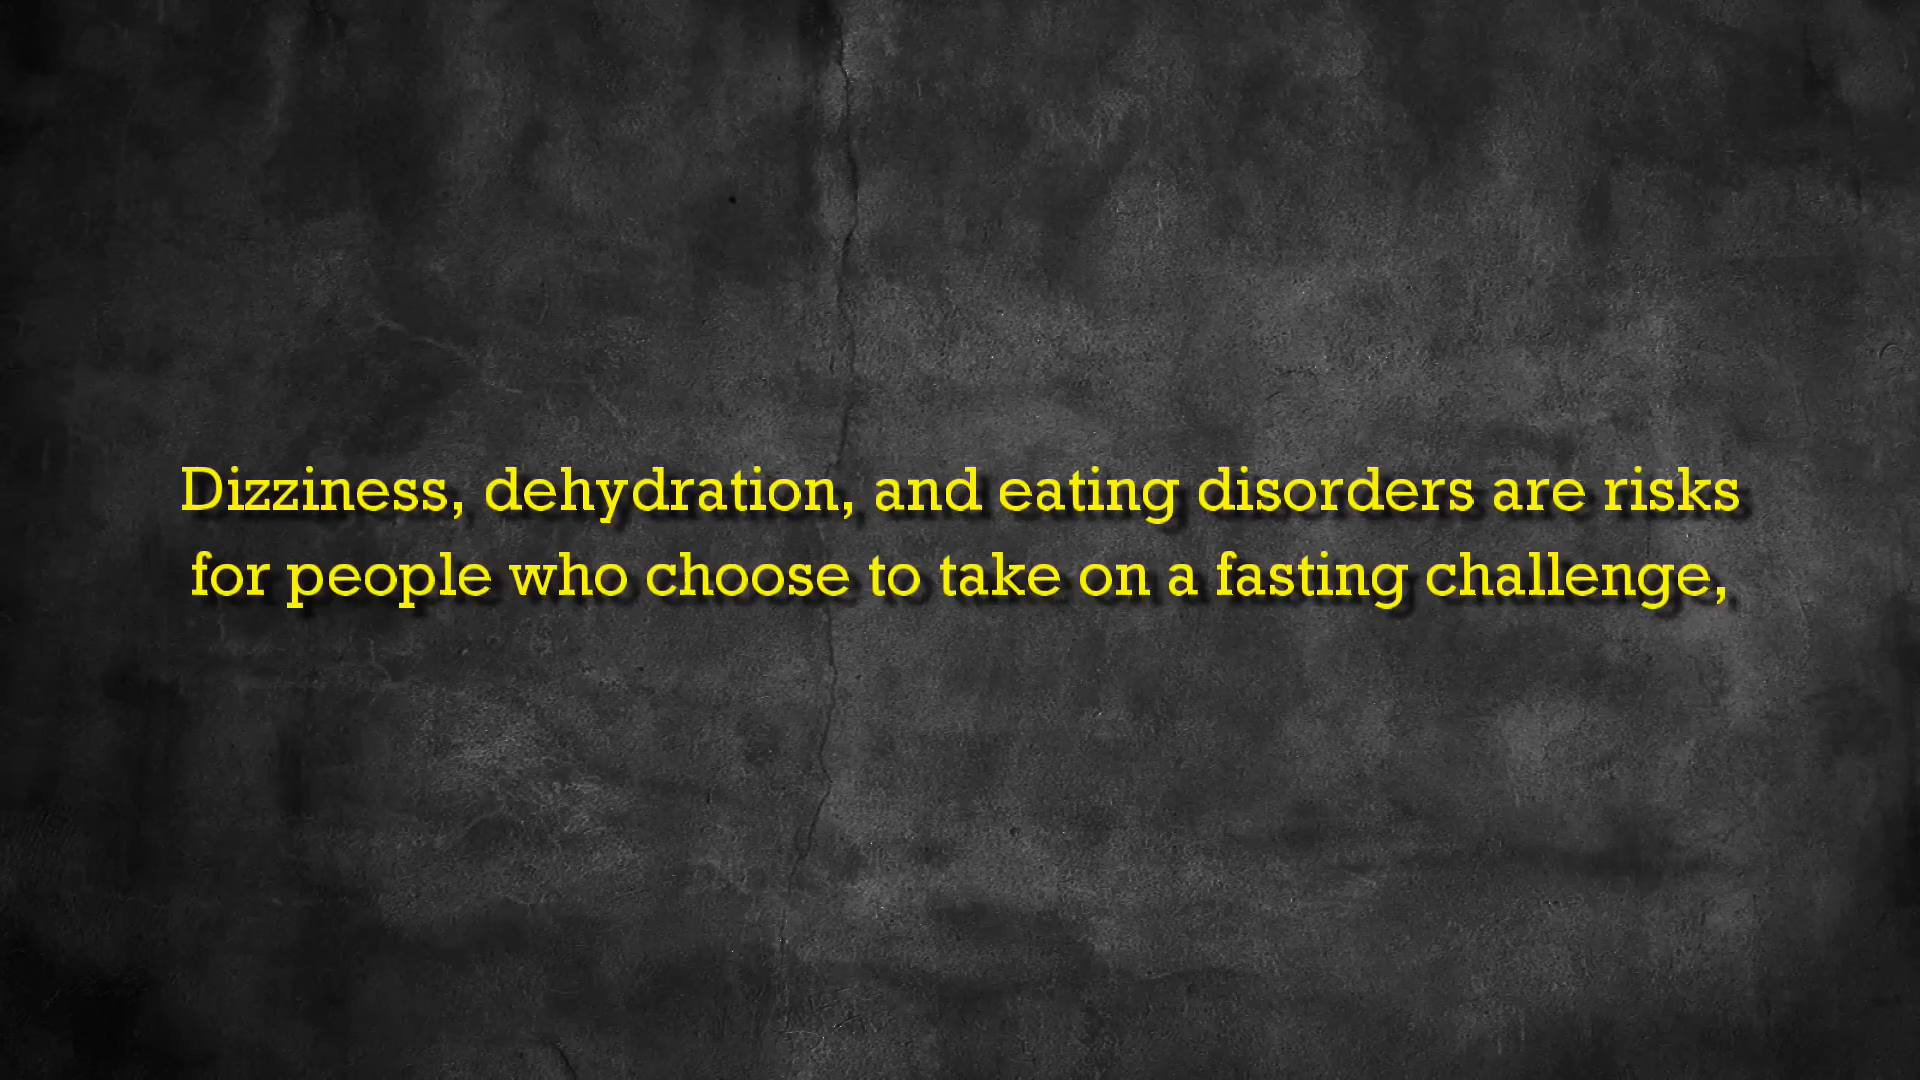 Dizziness, dehydration, and eating disorders are risks
for people who choose to take on a fasting challenge,